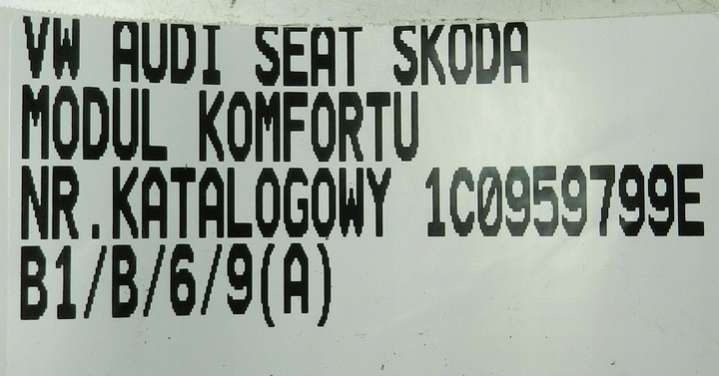 VW AUDI SEAT SKODA
MODUL KOMFORTU
NR.KATALOGOWY 1C0959799E
B1/B/6/9(A)